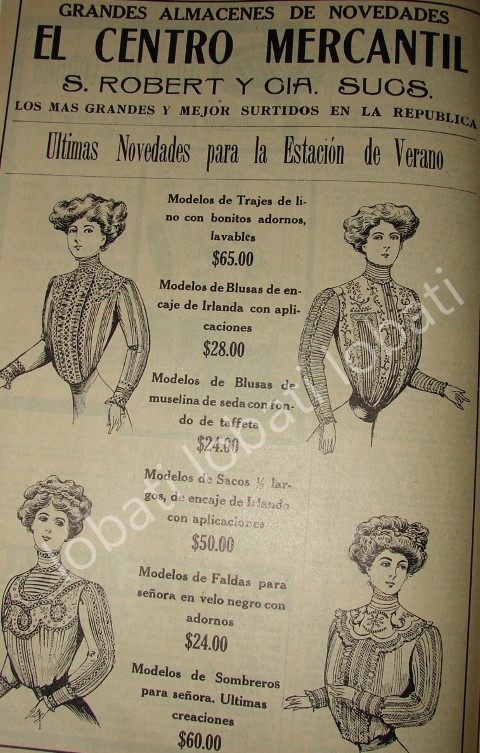 GRANDES ALMACENES DE NOVEDADES
EL CENTRO MERCANTIL
S. ROBERT Y CIA. SUCS.
LOS MAS GRANDES Y MEJOR SURTIDOS EN LA REPUBLICA
Ultimas Novedades para la Estación de Verano
Modelos de Trajes de li-
no con bonitos adornos,
lavables
$65.00
Modelos de Blusas de en-
caje de Irlanda con apli-
caciones
$28.00
Modelos de Blusas de
muselina de seda con fon-
do de taffeta
$24.00
Modelos de Sacos ½ lar-
gos, de encaje de Irlanda
con aplicaciones
$50.00
Modelos de Faldas para
señora en velo negro con
adornos
$24.00
Modelos de Sombreros
para señora. Ultimas
creaciones
$60.00
lobati lobati lobati